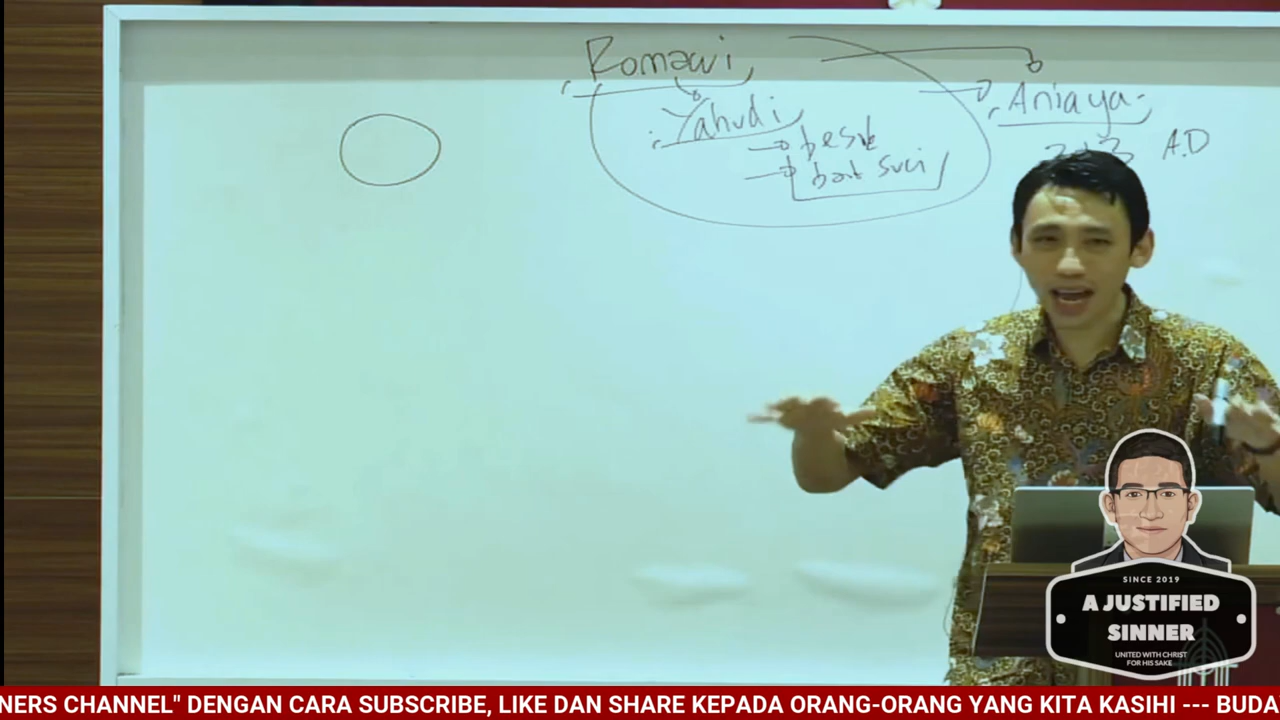 Romawi
Yahudi
Aniaya
A.D
bait suci
SINCE 2019
A JUSTIFIED
SINNER
UNITED WITH CHRIST
FOR HIS SAKE
NERS CHANNEL" DENGAN CARA SUBSCRIBE, LIKE DAN SHARE KEPADA ORANG-ORANG YANG KITA KASIHI --- BUDA